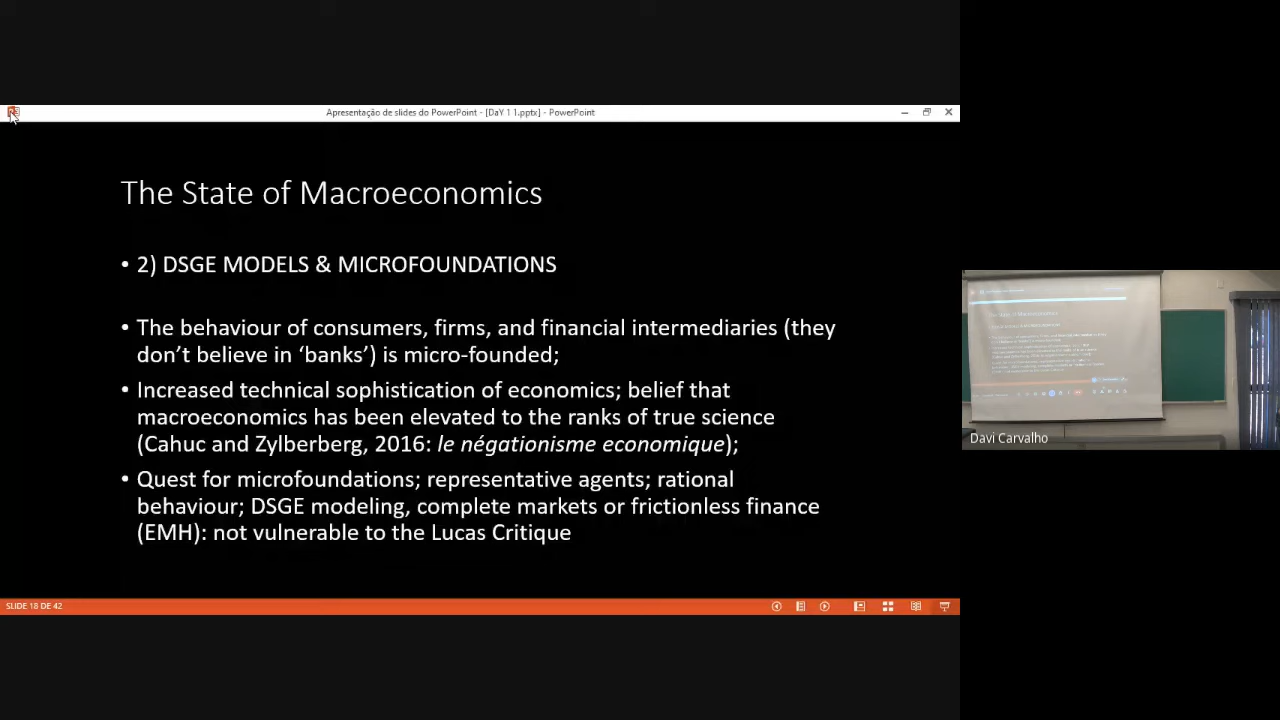 Apresentação de slides do PowerPoint - [DaY 1 1.pptx] - PowerPoint
The State of Macroeconomics
• 2) DSGE MODELS & MICROFOUNDATIONS
• The behaviour of consumers, firms, and financial intermediaries (they
don't believe in 'banks') is micro-founded;
• Increased technical sophistication of economics; belief that
macroeconomics has been elevated to the ranks of true science
(Cahuc and Zylberberg, 2016: le négationisme economique);
• Quest for microfoundations; representative agents; rational
behaviour; DSGE modeling, complete markets or frictionless finance
(EMH): not vulnerable to the Lucas Critique
SLIDE 18 DE 42
Davi Carvalho